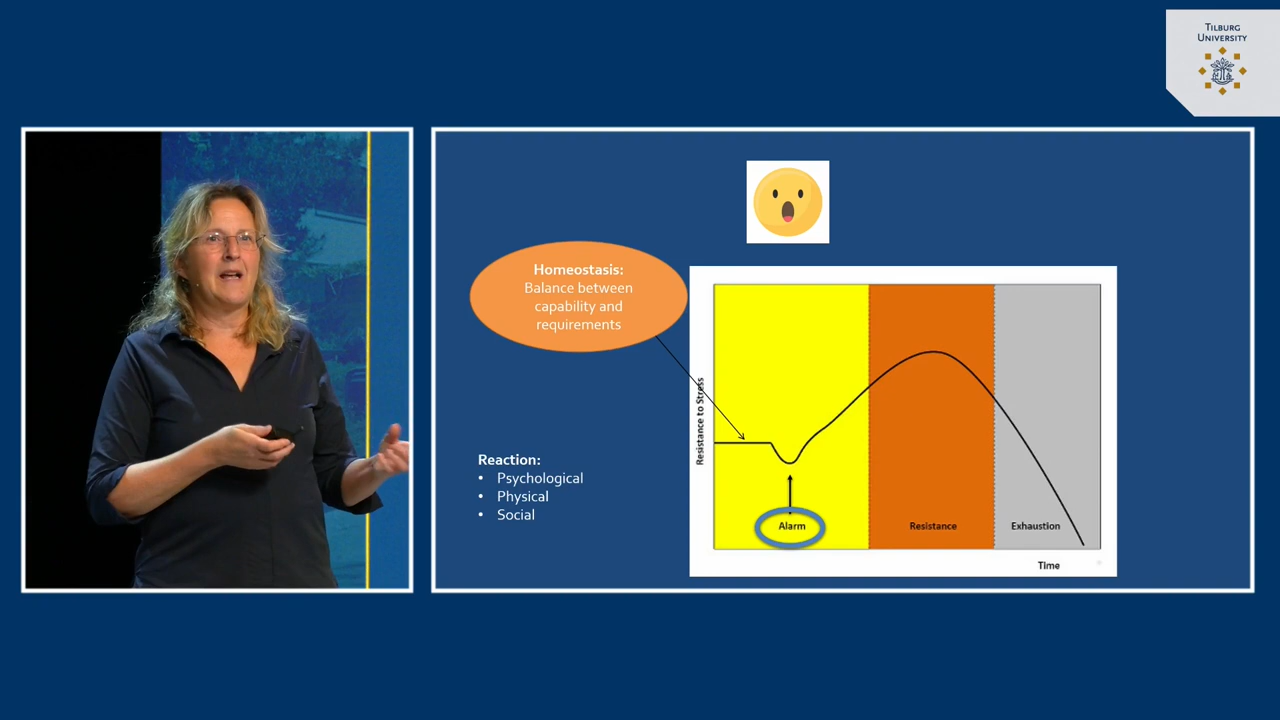 TILBURG
UNIVERSITY
Homeostasis:
Balance between
capability and
requirements
Reaction:
• Psychological
• Physical
• Social
Resistance to Stress
Alarm
Resistance
Exhaustion
Time